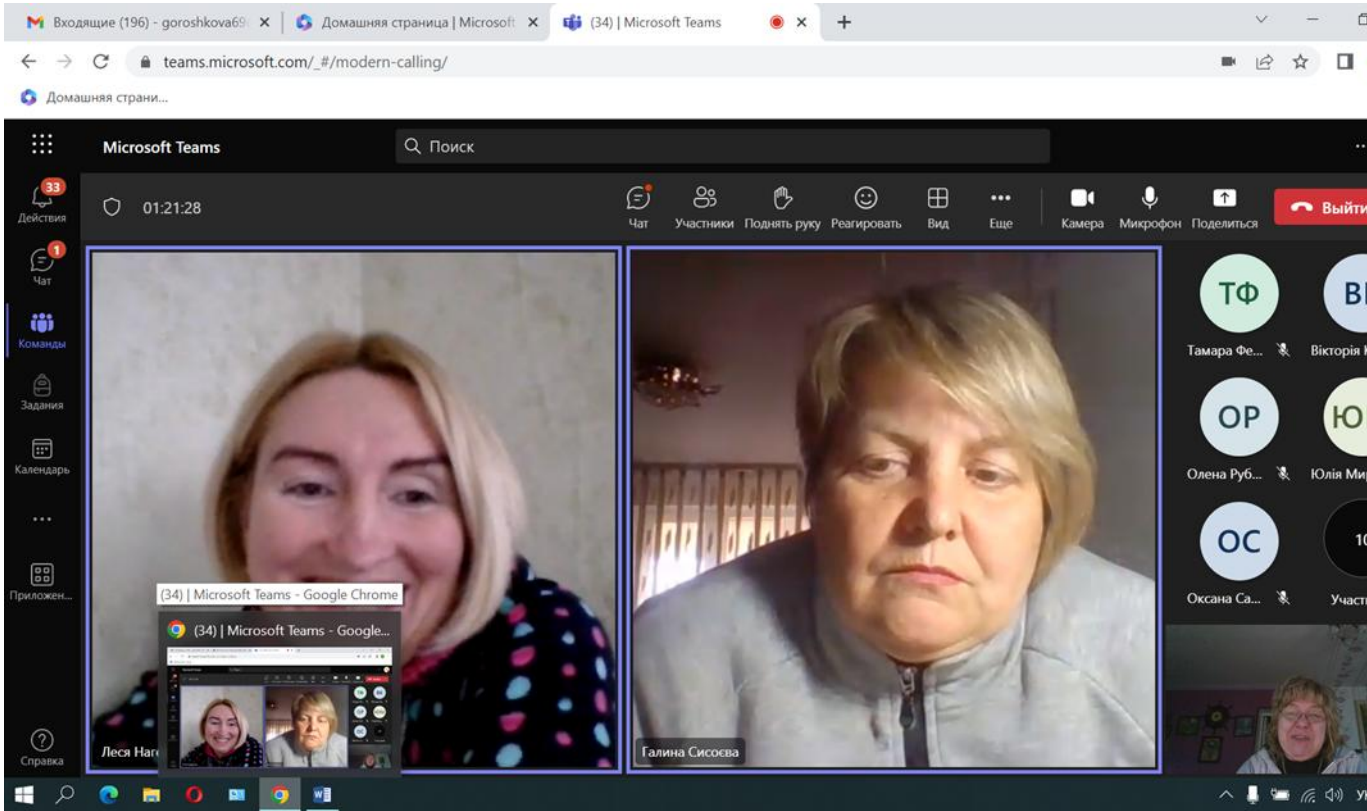 Входящие (196) - goroshkova69
Домашняя страница | Microsoft
(34) | Microsoft Teams
teams.microsoft.com/_#/modern-calling/
Домашняя страни...
Microsoft Teams
Поиск
33
Действия
01:21:28
Чат
Участники
Поднять руку
Реагировать
Вид
Еще
Камера
Микрофон
Поделиться
Выйти
1
Чат
Команды
Задания
Календарь
Приложен...
Справка
ТФ
Тамара Фе...
Вікторія
ОР
Олена Руб...
Юлія
ОС
Оксана Са...
10
(34) | Microsoft Teams - Google Chrome
(34) | Microsoft Teams - Google...
Леся
Галина Сисоєва